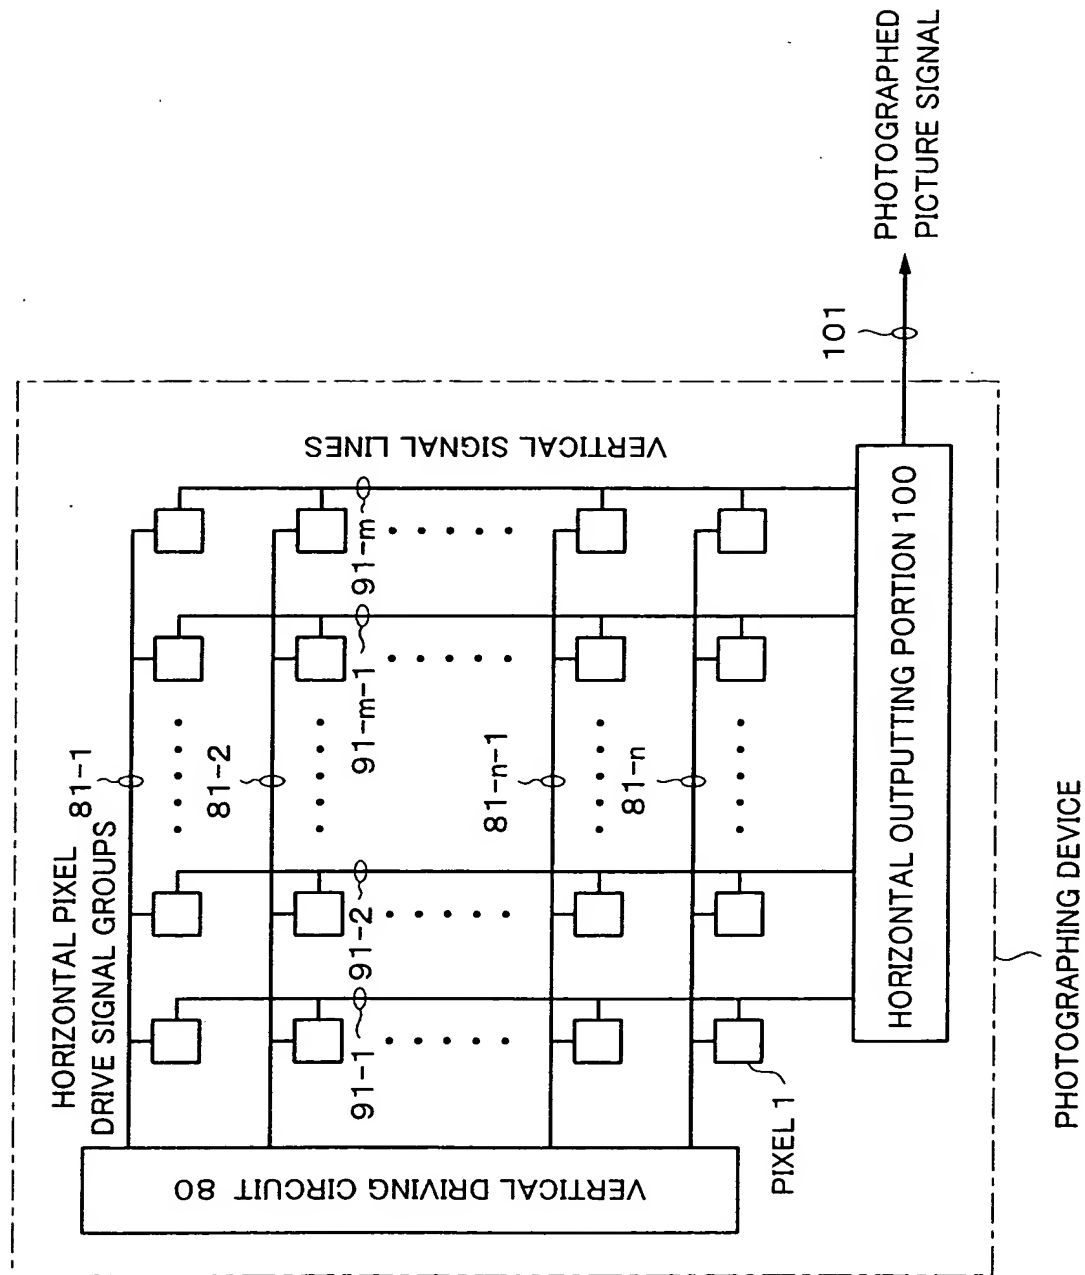 HORIZONTAL PIXEL
DRIVE SIGNAL GROUPS
81-1
81-2
81-n-1
81-n
91-1
91-2
91-m-1
91-m
VERTICAL SIGNAL LINES
VERTICAL DRIVING CIRCUIT 80
PIXEL 1
HORIZONTAL OUTPUTTING PORTION 100
101
PHOTOGRAPHED
PICTURE SIGNAL
PHOTOGRAPHING DEVICE